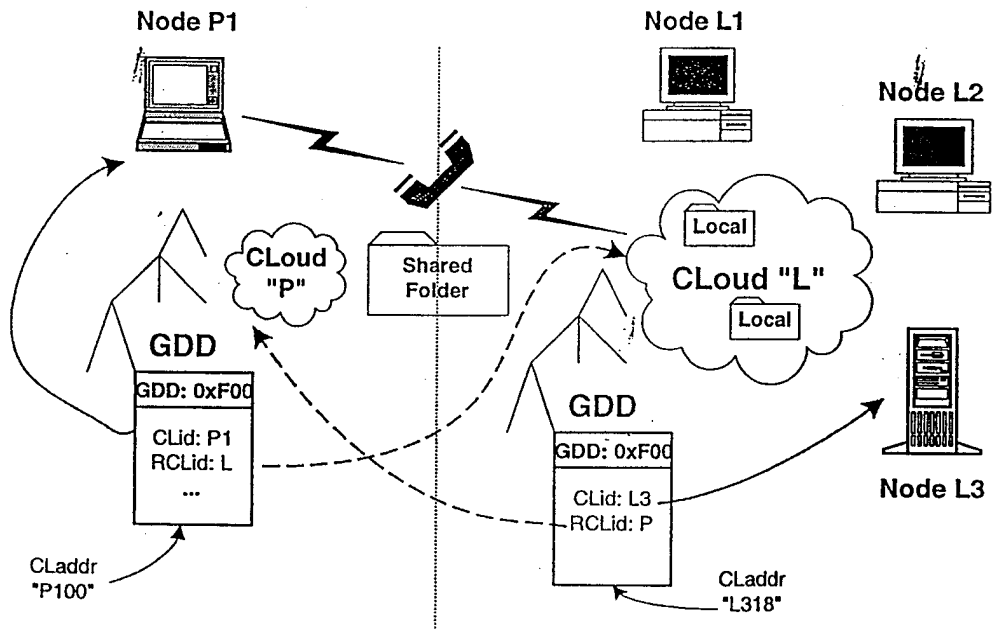 Node P1
Node L1
Node L2
Local
CLoud
"P"
Shared
Folder
CLoud "L"
Local
GDD
GDD: 0xF00
CLid: P1
RCLid: L
...
GDD
GDD: 0xF00
CLid: L3
RCLid: P
Node L3
CLaddr
"P100"
CLaddr
"L318"